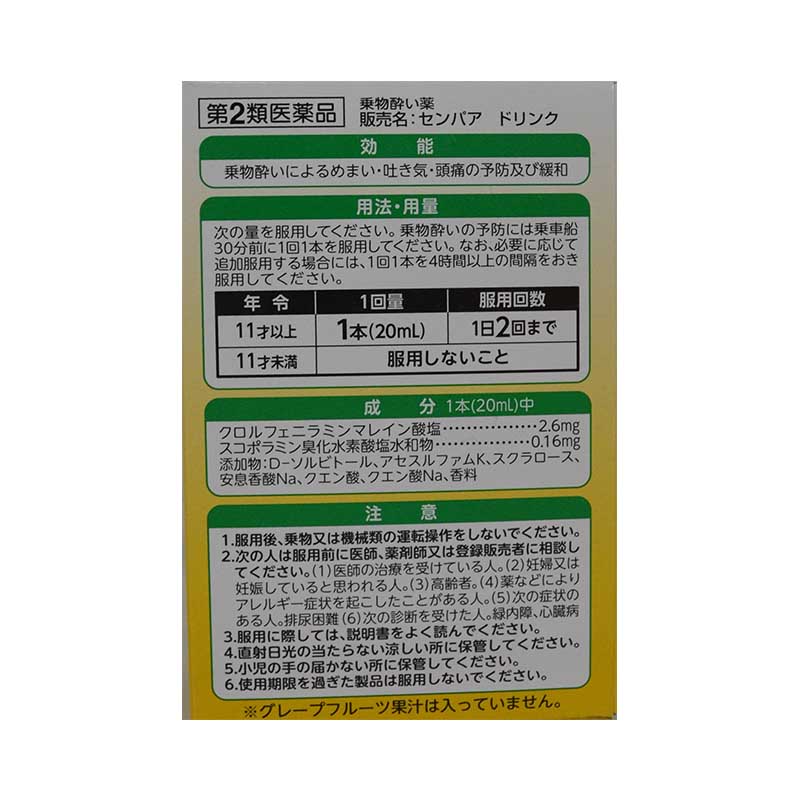 第2類医薬品
乗物酔い薬
販売名：センパア　ドリンク
効　能
乗物酔いによるめまい・吐き気・頭痛の予防及び緩和
用法・用量
次の量を服用してください。乗物酔いの予防には乗車船
30分前に1回1本を服用してください。なお、必要に応じて
追加服用する場合には、1回1本を4時間以上の間隔をおき
服用してください。
年令　1回量　服用回数
11才以上　1本(20mL)　1日2回まで
11才未満　服用しないこと
成　分　1本(20mL)中
クロルフェニラミンマレイン酸塩………………2.6mg
スコポラミン臭化水素酸塩水和物………………0.16mg
添加物：D-ソルビトール、アセスルファムK、スクラロース、
安息香酸Na、クエン酸、クエン酸Na、香料
注　意
1.服用後、乗物又は機械類の運転操作をしないでください。
2.次の人は服用前に医師、薬剤師又は登録販売者に相談し
てください。(1)医師の治療を受けている人。(2)妊婦又は
妊娠していると思われる人。(3)高齢者。(4)薬などにより
アレルギー症状を起こしたことがある人。(5)次の症状の
ある人。排尿困難(6)次の診断を受けた人。緑内障、心臓病
3.服用に際しては、説明書をよく読んでください。
4.直射日光の当たらない涼しい所に保管してください。
5.小児の手の届かない所に保管してください。
6.使用期限を過ぎた製品は服用しないでください。
※グレープフルーツ果汁は入っていません。